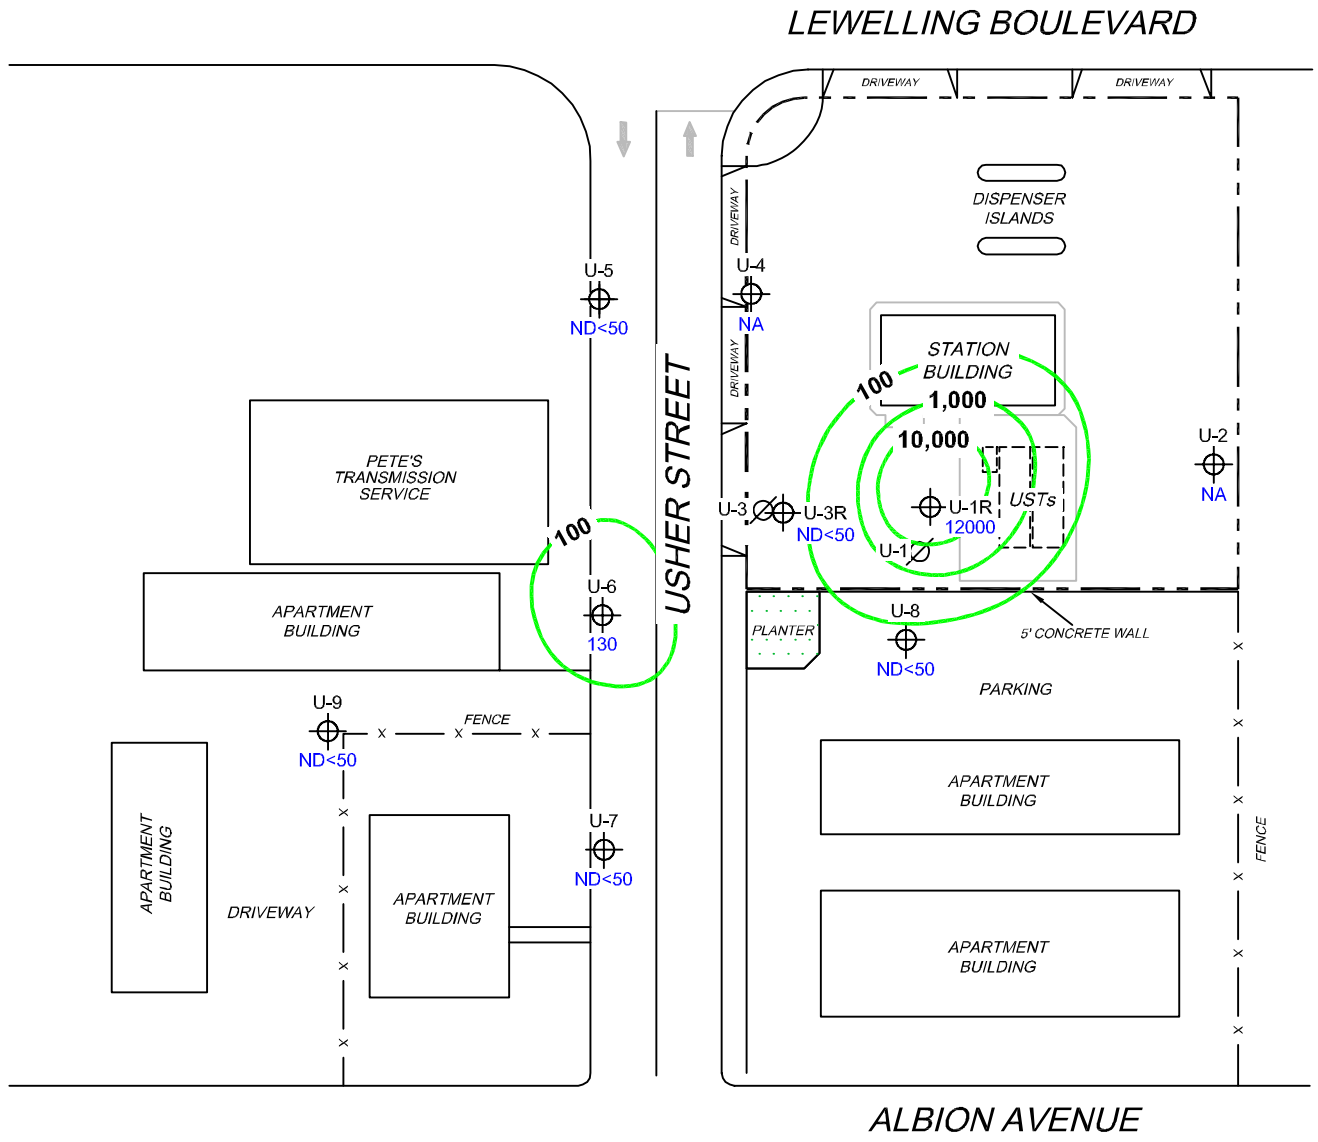 LEWELLING BOULEVARD
DRIVEWAY
DRIVEWAY
DRIVEWAY
DISPENSER
ISLANDS
U-5
ND<50
U-4
NA
DRIVEWAY
STATION
BUILDING
100
1,000
10,000
USHER STREET
U-2
NA
PETE'S
TRANSMISSION
SERVICE
USTs
U-3
U-3R
ND<50
U-1R
12000
U-1
100
U-6
130
APARTMENT
BUILDING
PLANTER
U-8
ND<50
5' CONCRETE WALL
PARKING
U-9
ND<50
FENCE
X X X
APARTMENT
BUILDING
X
X
X
X
X
X
X
X
X
X
FENCE
U-7
ND<50
APARTMENT
BUILDING
DRIVEWAY
APARTMENT
BUILDING
APARTMENT
BUILDING
ALBION AVENUE